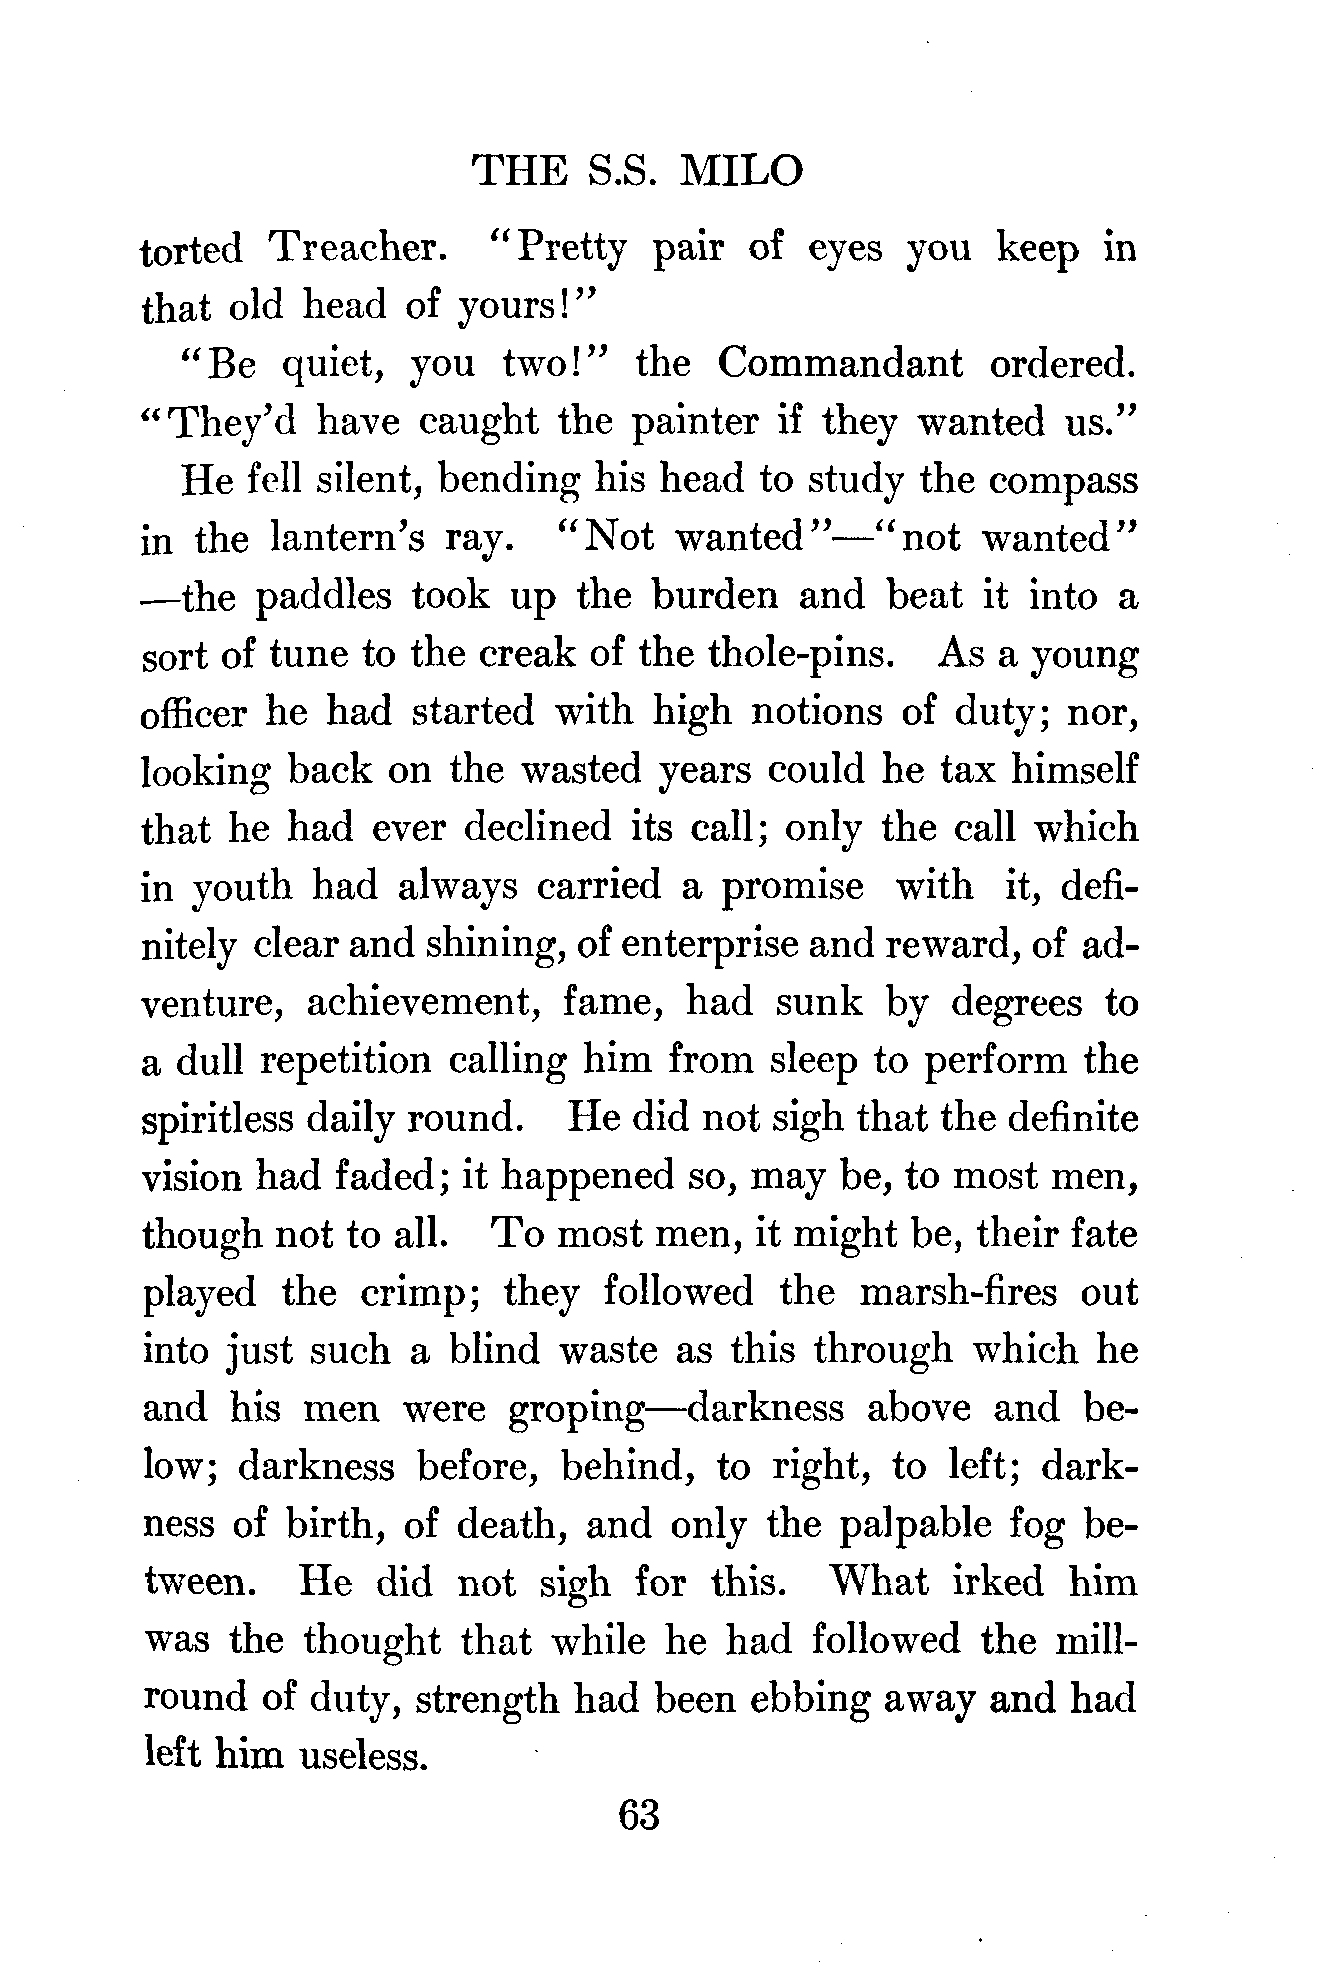 THE S.S. MILO
torted Treacher. “Pretty pair of eyes you keep in
that old head of yours!”
“Be quiet, you two!” the Commandant ordered.
“They’d have caught the painter if they wanted us.”
He fell silent, bending his head to study the compass
in the lantern’s ray. “Not wanted”—“not wanted”
—the paddles took up the burden and beat it into a
sort of tune to the creak of the thole-pins. As a young
officer he had started with high notions of duty; nor,
looking back on the wasted years could he tax himself
that he had ever declined its call; only the call which
in youth had always carried a promise with it, defi-
nitely clear and shining, of enterprise and reward, of ad-
venture, achievement, fame, had sunk by degrees to
a dull repetition calling him from sleep to perform the
spiritless daily round. He did not sigh that the definite
vision had faded; it happened so, may be, to most men,
though not to all. To most men, it might be, their fate
played the crimp; they followed the marsh-fires out
into just such a blind waste as this through which he
and his men were groping—darkness above and be-
low; darkness before, behind, to right, to left; dark-
ness of birth, of death, and only the palpable fog be-
tween. He did not sigh for this. What irked him
was the thought that while he had followed the mill-
round of duty, strength had been ebbing away and had
left him useless.
63